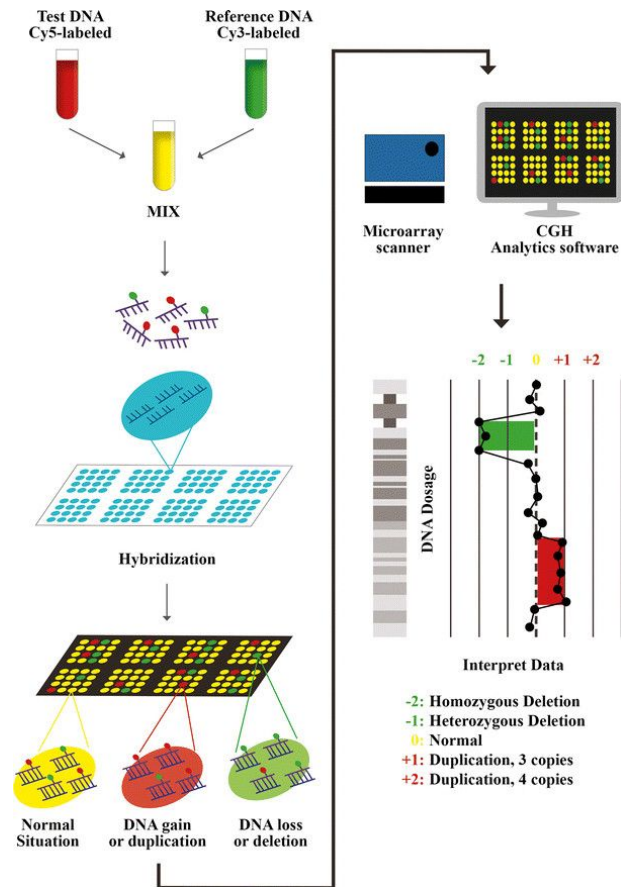 Test DNA
Cy5-labeled
Reference DNA
Cy3-labeled
MIX
Hybridization
Normal
Situation
DNA gain
or duplication
DNA loss
or deletion
Microarray
scanner
CGH
Analytics software
-2 -1 0 +1 +2
DNA Dosage
Interpret Data
-2: Homozygous Deletion
-1: Heterozygous Deletion
0: Normal
+1: Duplication, 3 copies
+2: Duplication, 4 copies